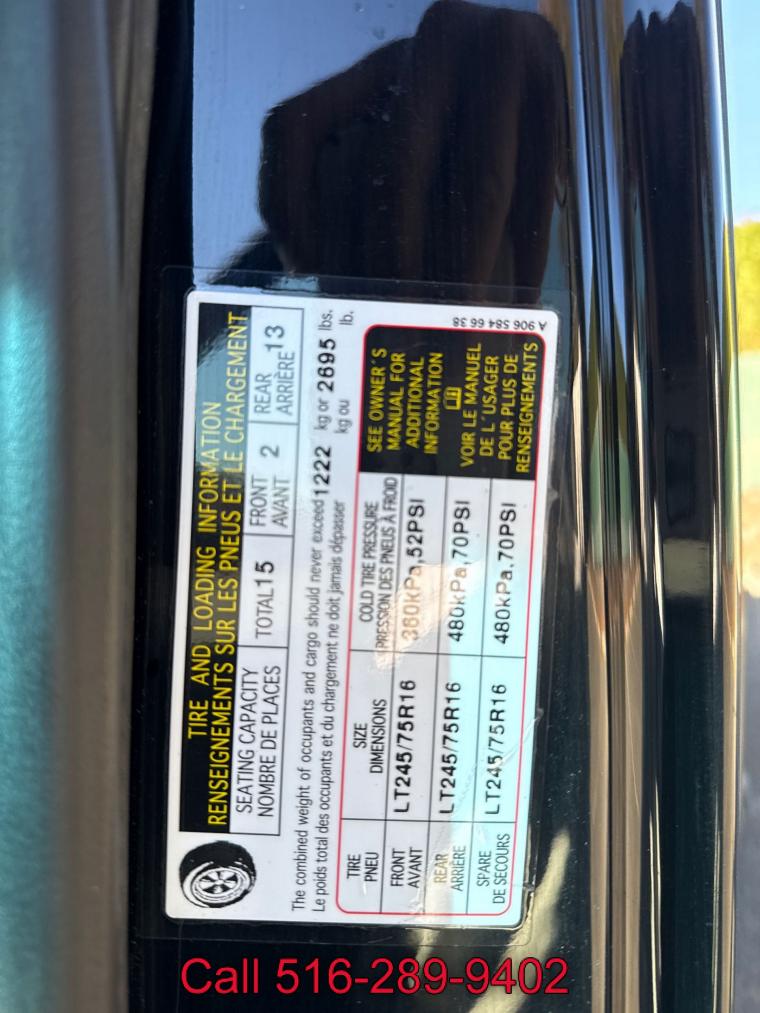 TIRE AND LOADING INFORMATION
RENSEIGNEMENTS SUR LES PNEUS ET LE CHARGEMENT
SEATING CAPACITY
NOMBRE DE PLACES
TOTAL 15
FRONT
AVANT 2
REAR
ARRIÈRE 13
The combined weight of occupants and cargo should never exceed 1222 kg or 2695 lbs.
Le poids total des occupants et du chargement ne doit jamais dépasser kg ou lb.
TIRE
PNEU
SIZE
DIMENSIONS
COLD TIRE PRESSURE
PRESSION DES PNEUS À FROID
FRONT
AVANT
LT245/75R16
360kPa,52PSI
REAR
ARRIÈRE
LT245/75R16
480kPa,70PSI
SPARE
DE SECOURS
LT245/75R16
480kPa,70PSI
SEE OWNER'S
MANUAL FOR
ADDITIONAL
INFORMATION
VOIR LE MANUEL
DE L'USAGER
POUR PLUS DE
RENSEIGNEMENTS
A 906 584 66 38
Call 516-289-9402